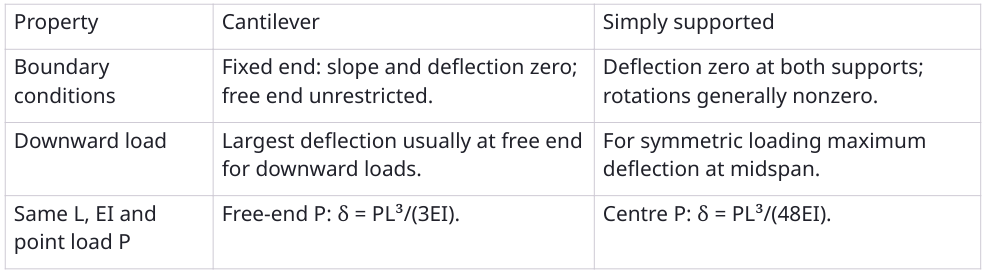 Property
Cantilever
Simply supported
Boundary
conditions
Fixed end: slope and deflection zero;
free end unrestricted.
Deflection zero at both supports;
rotations generally nonzero.
Downward load
Largest deflection usually at free end
for downward loads.
For symmetric loading maximum
deflection at midspan.
Same L, EI and
point load P
Free-end P: δ = PL³/(3EI).
Centre P: δ = PL³/(48EI).